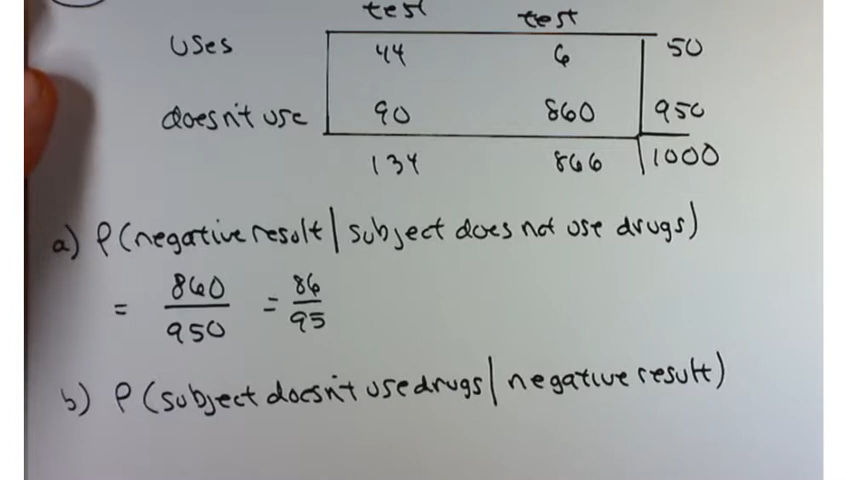 test test
uses 44 6 50
doesn't use 90 860 950
134 866 1000
a) P(negative result | subject does not use drugs)
= 860/950 = 86/95
b) P(subject doesn't use drugs | negative result)